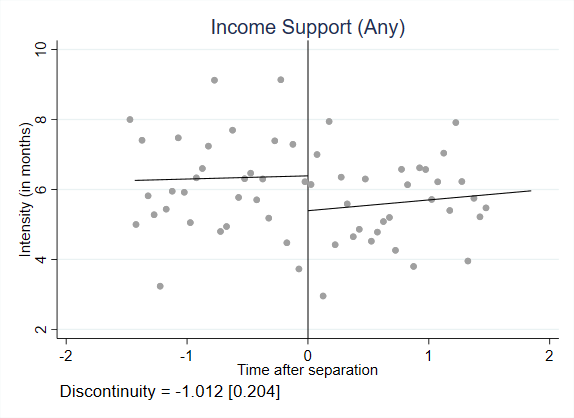 Income Support (Any)
Intensity (in months)
10
8
6
4
2
-2 -1 0 1 2
Time after separation
Discontinuity = -1.012 [0.204]